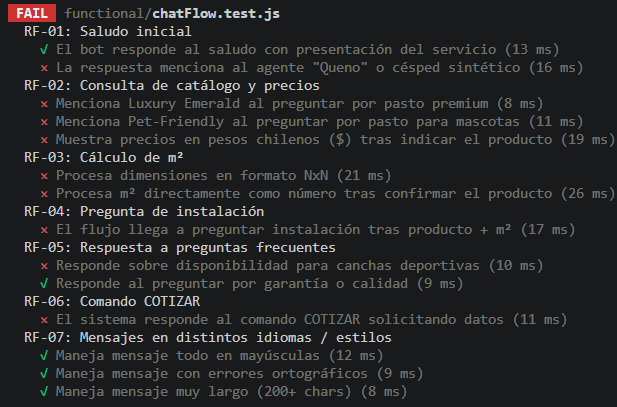 FAIL functional/chatFlow.test.js
RF-01: Saludo inicial
√ El bot responde al saludo con presentación del servicio (13 ms)
× La respuesta menciona al agente "Queno" o césped sintético (16 ms)
RF-02: Consulta de catálogo y precios
× Menciona Luxury Emerald al preguntar por pasto premium (8 ms)
× Menciona Pet-Friendly al preguntar por pasto para mascotas (11 ms)
× Muestra precios en pesos chilenos ($) tras indicar el producto (19 ms)
RF-03: Cálculo de m²
× Procesa dimensiones en formato NxN (21 ms)
× Procesa m² directamente como número tras confirmar el producto (26 ms)
RF-04: Pregunta de instalación
× El flujo llega a preguntar instalación tras producto + m² (17 ms)
RF-05: Respuesta a preguntas frecuentes
× Responde sobre disponibilidad para canchas deportivas (10 ms)
√ Responde al preguntar por garantía o calidad (9 ms)
RF-06: Comando COTIZAR
× El sistema responde al comando COTIZAR solicitando datos (11 ms)
RF-07: Mensajes en distintos idiomas / estilos
√ Maneja mensaje todo en mayúsculas (12 ms)
√ Maneja mensaje con errores ortográficos (9 ms)
√ Maneja mensaje muy largo (200+ chars) (8 ms)